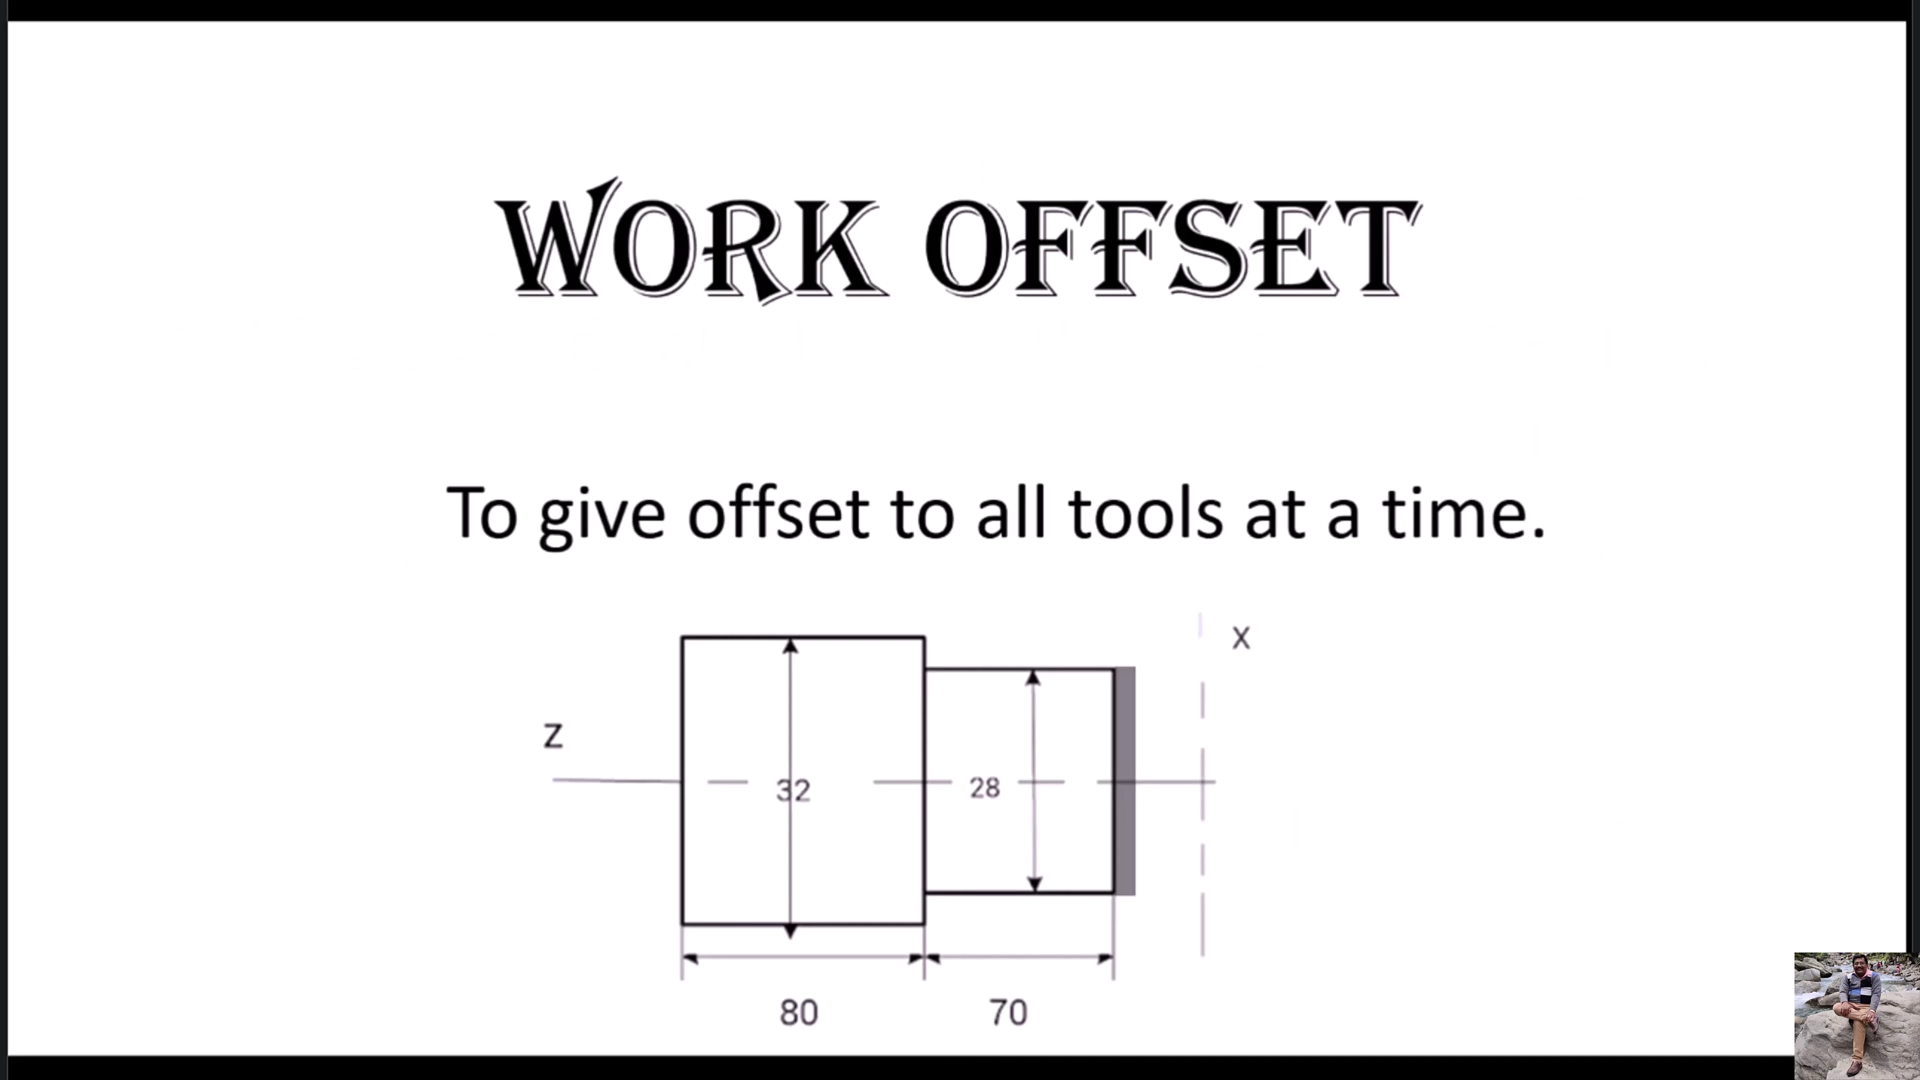 WORK OFFSET
To give offset to all tools at a time.
X
Z
32
28
80
70